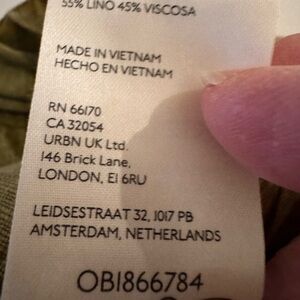 55% LINO 45% VISCOSA
MADE IN VIETNAM
HECHO EN VIETNAM
RN 66170
CA 32054
URBN UK Ltd.
146 Brick Lane,
LONDON, E1 6RU
LEIDSESTRAAT 32, 1017 PB
AMSTERDAM, NETHERLANDS
OB1866784